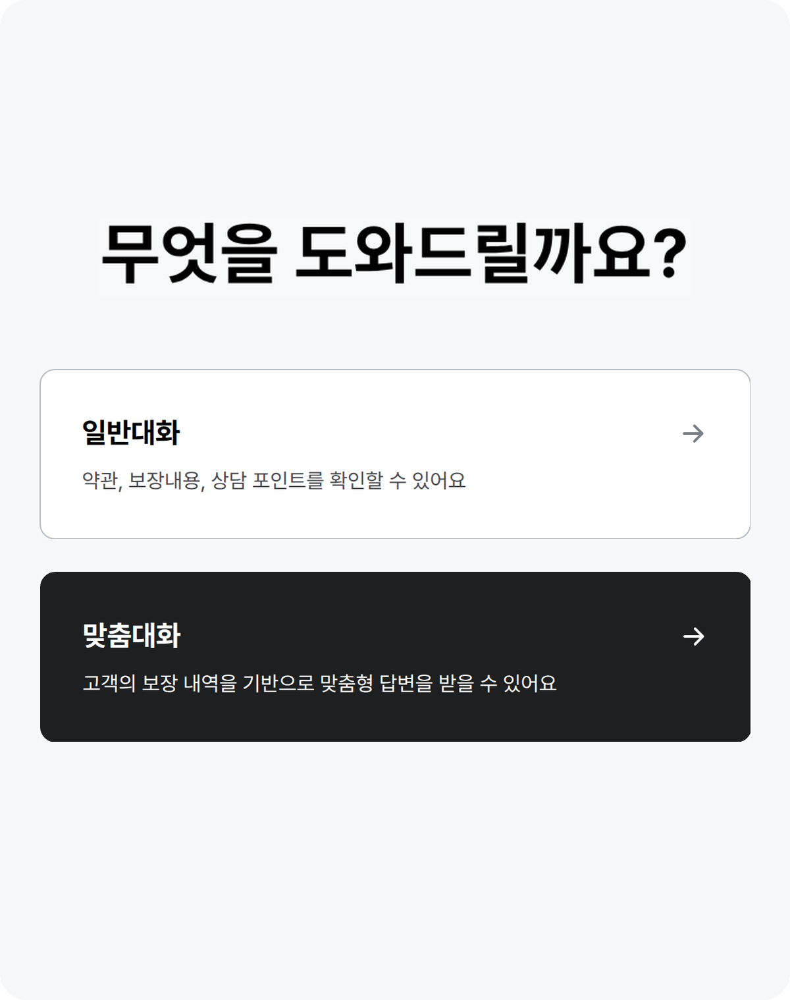 무엇을 도와드릴까요?
일반대화
약관, 보장내용, 상담 포인트를 확인할 수 있어요
맞춤대화
고객의 보장 내역을 기반으로 맞춤형 답변을 받을 수 있어요